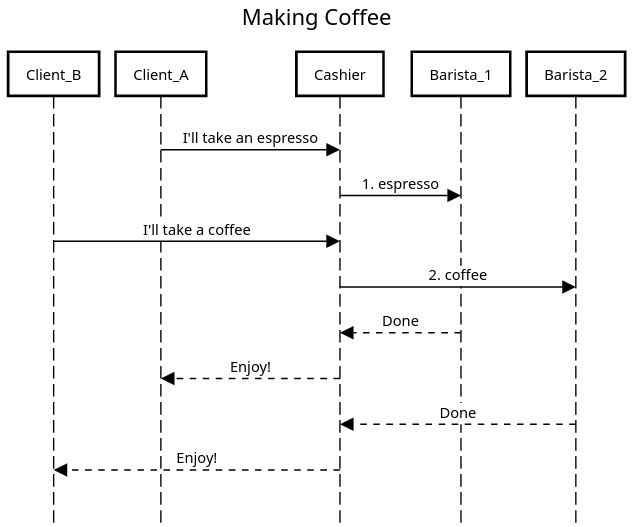 Making Coffee
Client_B
Client_A
Cashier
Barista_1
Barista_2
I'll take an espresso
1. espresso
I'll take a coffee
2. coffee
Done
Enjoy!
Done
Enjoy!